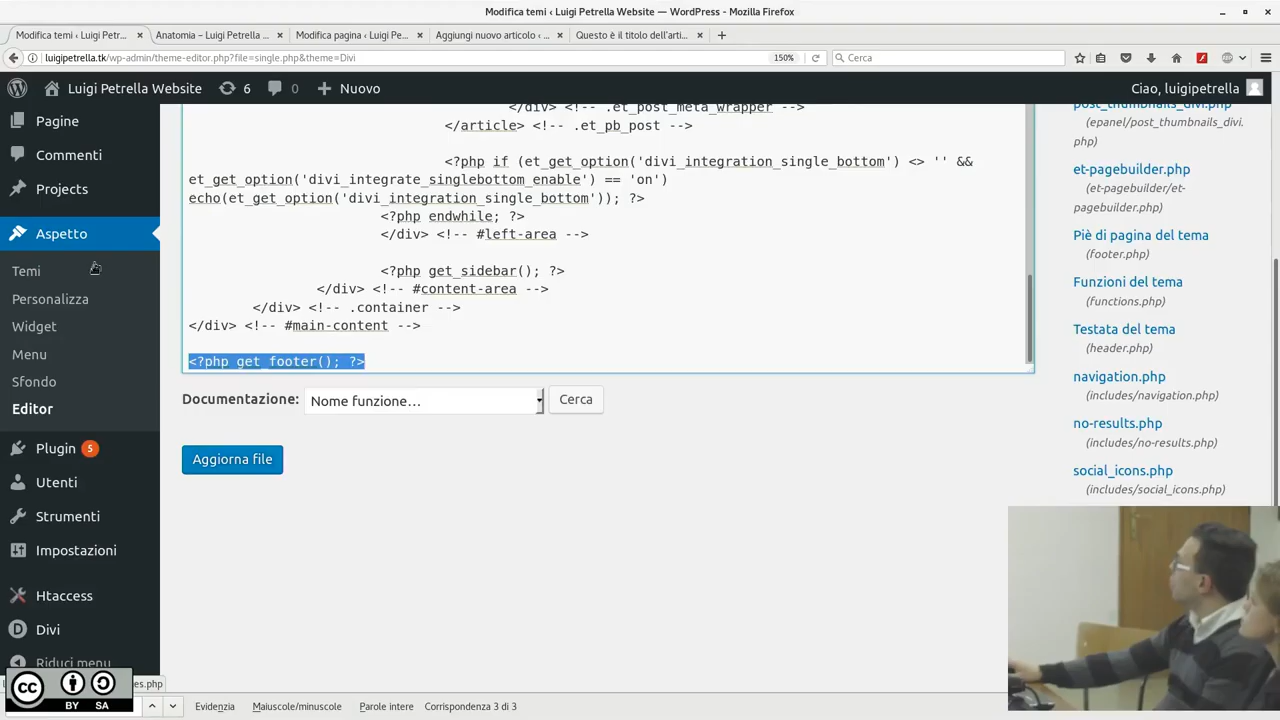 Modifica temi ‹ Luigi Petrella Website — WordPress - Mozilla Firefox
Modifica temi ‹ Luigi Petr... × Anatomia – Luigi Petrella ... × Modifica pagina ‹ Luigi Pe... × Aggiungi nuovo articolo ‹ ... × Questo è il titolo dell'arti... ×
luigipetrella.tk/wp-admin/theme-editor.php?file=single.php&theme=Divi 150% Cerca
Luigi Petrella Website 6 0 Nuovo Ciao, luigipetrella
Pagine
Commenti
Projects
Aspetto
Temi
Personalizza
Widget
Menu
Sfondo
Editor
Plugin 5
Utenti
Strumenti
Impostazioni
Htaccess
Divi
Riduci menu
</div> <!-- .et_post_meta_wrapper -->
</article> <!-- .et_pb_post -->
<?php if (et_get_option('divi_integration_single_bottom') <> '' &&
et_get_option('divi_integrate_singlebottom_enable') == 'on')
echo(et_get_option('divi_integration_single_bottom')); ?>
<?php endwhile; ?>
</div> <!-- #left-area -->
<?php get_sidebar(); ?>
</div> <!-- #content-area -->
</div> <!-- .container -->
</div> <!-- #main-content -->
<?php get_footer(); ?>
Documentazione: Nome funzione... Cerca
Aggiorna file
post_thumbnails_divi.php
(epanel/post_thumbnails_divi.
php)
et-pagebuilder.php
(et-pagebuilder/et-
pagebuilder.php)
Piè di pagina del tema
(footer.php)
Funzioni del tema
(functions.php)
Testata del tema
(header.php)
navigation.php
(includes/navigation.php)
no-results.php
(includes/no-results.php)
social_icons.php
(includes/social_icons.php)
cc BY SA
Evidenzia Maiuscole/minuscole Parole intere Corrispondenza 3 di 3